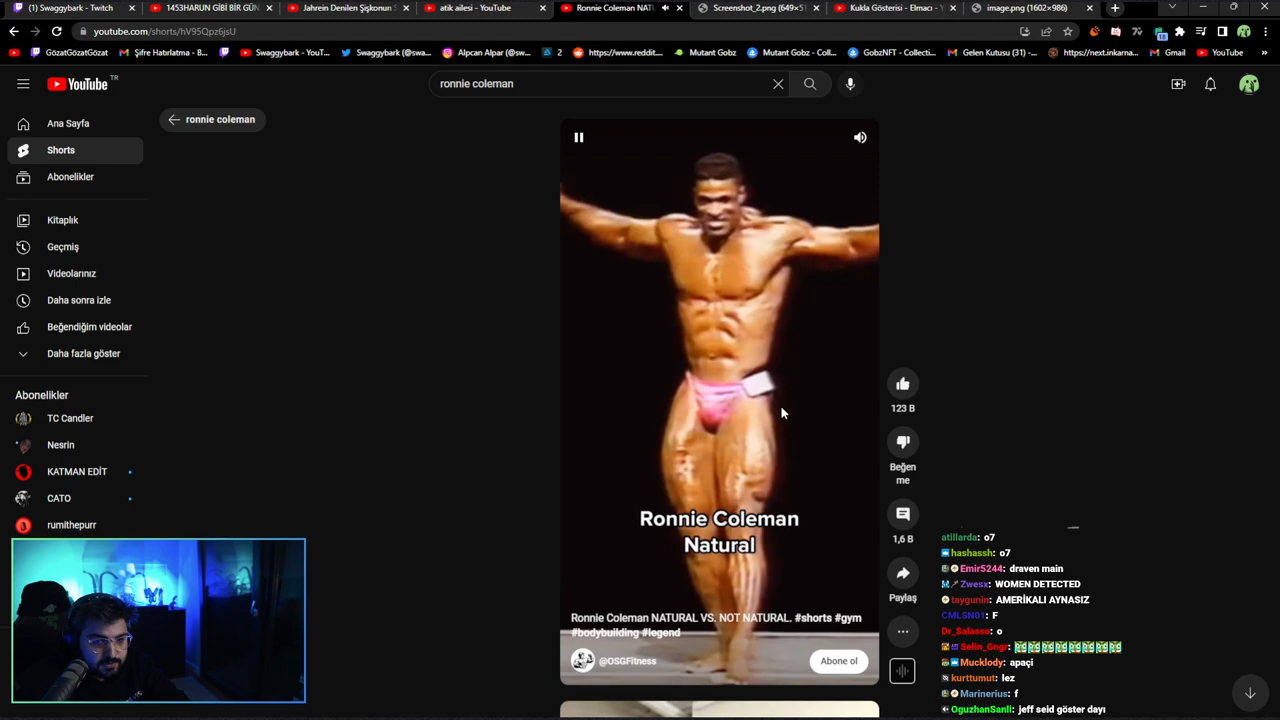 (1) Swaggybark - Twitch
1453HARUN GİBİ BİR GÜN
Jahrein Denilen Şişkonun S
atik ailesi - YouTube
Ronnie Coleman NATU
Screenshot_2.png (649×51
Kukla Gösterisi - Elmacı - Y
image.png (1602×986)
youtube.com/shorts/hV95Qpz6jsU
GözatGözatGözat
Şifre Hatırlatma - B...
Swaggybark - YouT...
Swaggybark (@swa...
Alpcan Alpar (@sw...
2
https://www.reddit...
Mutant Gobz
Mutant Gobz - Coll...
GobzNFT - Collecti...
Gelen Kutusu (31) -...
https://next.inkarna...
Gmail
YouTube
YouTube TR
ronnie coleman
ronnie coleman
Ana Sayfa
Shorts
Abonelikler
Kitaplık
Geçmiş
Videolarınız
Daha sonra izle
Beğendiğim videolar
Daha fazla göster
Abonelikler
TC Candler
Nesrin
KATMAN EDİT
CATO
rumithepurr
Ronnie Coleman
Natural
Ronnie Coleman NATURAL VS. NOT NATURAL. #shorts #gym
#bodybuilding #legend
@OSGFitness
Abone ol
123 B
Beğen
me
1,6 B
Paylaş
atillarda: o7
hashassh: o7
Emir5244: draven main
Zwesx: WOMEN DETECTED
taygunin: AMERİKALI AYNASIZ
CMLSN01: F
Dr_Salasso: o
Selin_Gngr:
Mucklody: apaçi
kurttumut: lez
Marinerius: f
OguzhanSanli: jeff seid göster dayı